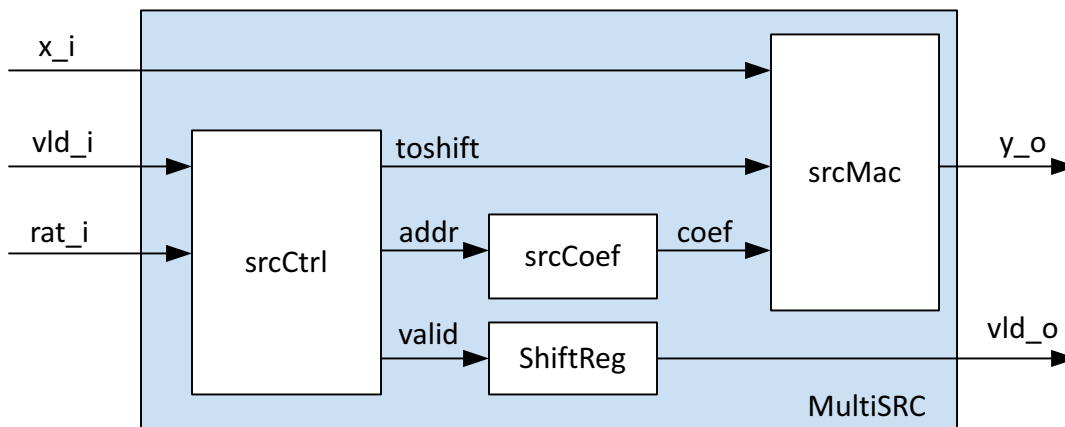 x_i
vld_i
toshift
srcMac
y_o
rat_i
srcCtrl
addr
srcCoef
coef
valid
ShiftReg
vld_o
MultiSRC